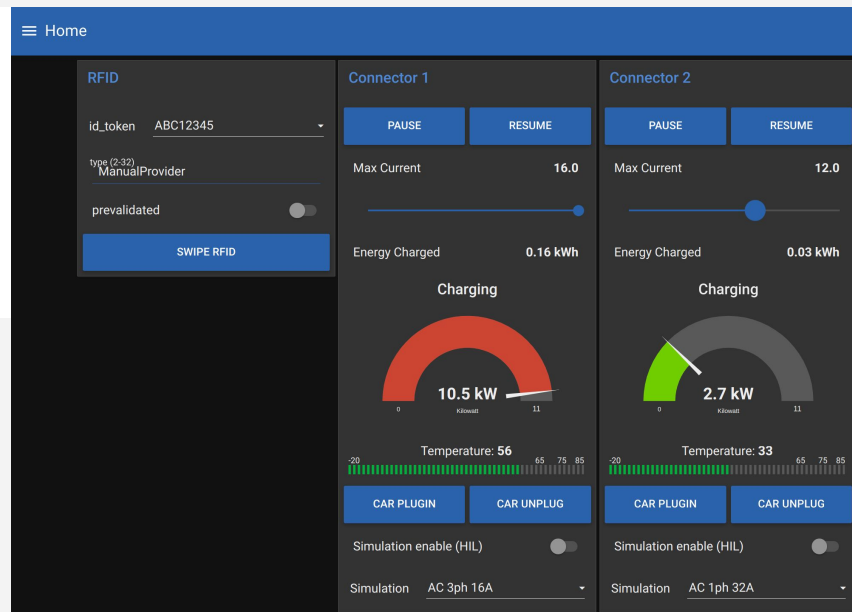 Home
RFID
id_token ABC12345
type (2-32)
ManualProvider
prevalidated
SWIPE RFID
Connector 1
PAUSE RESUME
Max Current 16.0
Energy Charged 0.16 kWh
Charging
10.5 kW
0 Kilowatt 11
Temperature: 56
-20 65 75 85
CAR PLUGIN CAR UNPLUG
Simulation enable (HIL)
Simulation AC 3ph 16A
Connector 2
PAUSE RESUME
Max Current 12.0
Energy Charged 0.03 kWh
Charging
2.7 kW
0 Kilowatt 11
Temperature: 33
-20 65 75 85
CAR PLUGIN CAR UNPLUG
Simulation enable (HIL)
Simulation AC 1ph 32A